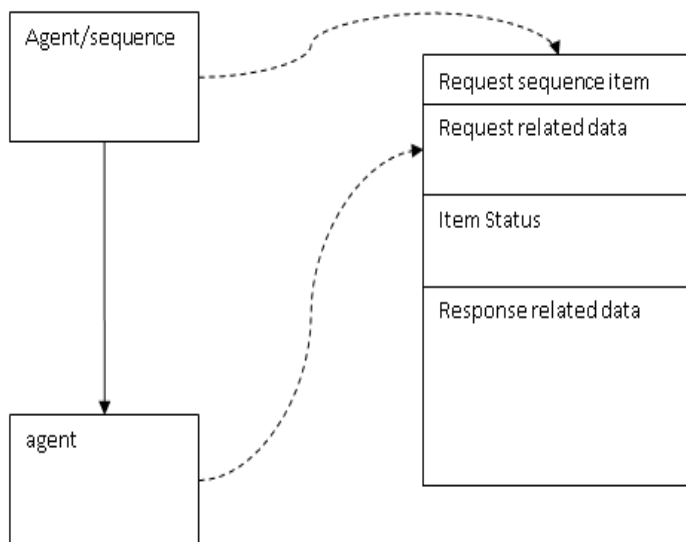 Agent/sequence
Request sequence item
Request related data
Item Status
Response related data
agent